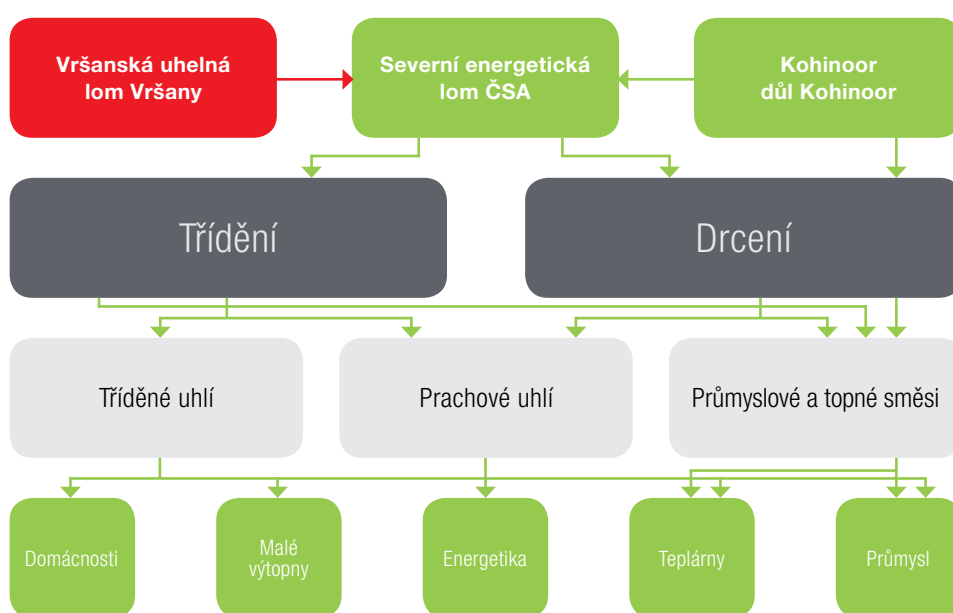 Vršanská uhelná
lom Vršany
Severní energetická
lom ČSA
Kohinoor
důl Kohinoor
Třídění
Drcení
Tříděné uhlí
Prachové uhlí
Průmyslové a topné směsi
Domácnosti
Malé
výtopny
Energetika
Teplárny
Průmysl